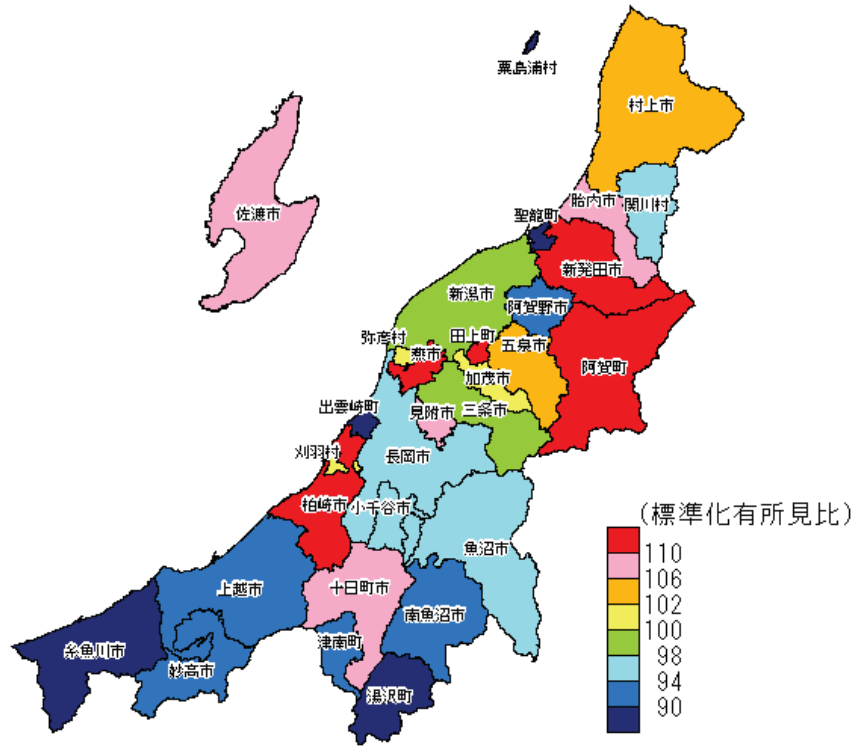 粟島浦村
村上市
佐渡市
胎内市
関川村
聖籠町
新発田市
新潟市
阿賀野市
弥彦村
燕市
田上町
五泉市
阿賀町
加茂市
出雲崎町
見附市
三条市
刈羽村
長岡市
柏崎市
小千谷市
魚沼市
(標準化有所見比)
110
106
102
100
98
94
90
上越市
十日町市
南魚沼市
津南町
糸魚川市
妙高市
湯沢町